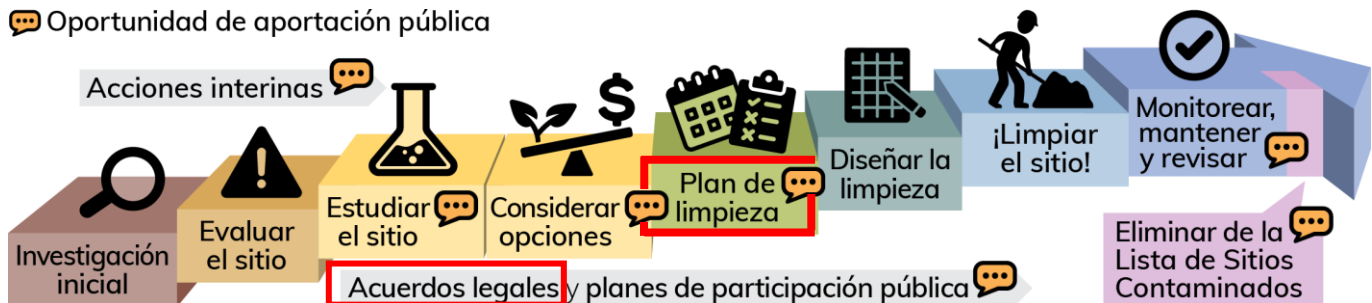 Oportunidad de aportación pública
Acciones interinas
Investigación
inicial
Evaluar
el sitio
Estudiar
el sitio
Considerar
opciones
Plan de
limpieza
Diseñar la
limpieza
¡Limpiar
el sitio!
Monitorear,
mantener
y revisar
Eliminar de la
Lista de Sitios
Contaminados
Acuerdos legales y planes de participación pública